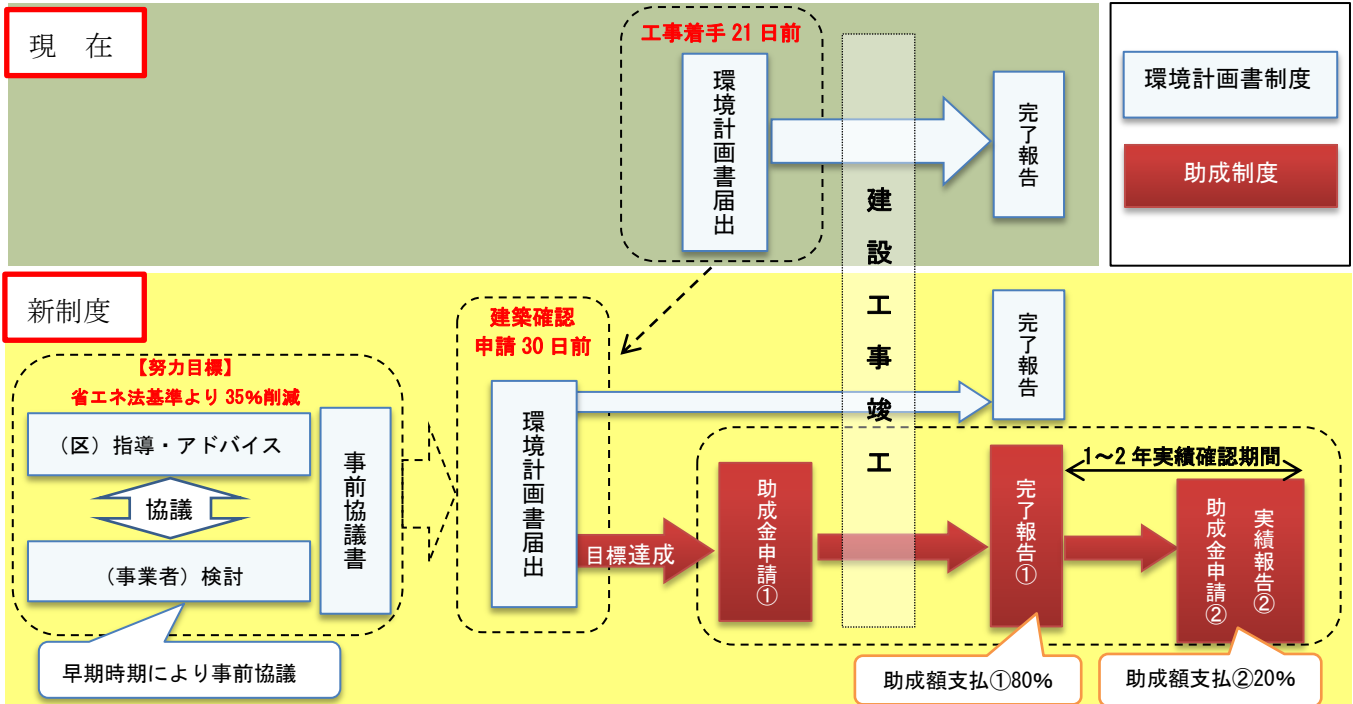 現 在
工事着手 21 日前
環境計画書届出
完了報告
環境計画書制度
助成制度
建設工事竣工
新制度
【努力目標】
省エネ法基準より 35%削減
（区）指導・アドバイス
協議
（事業者）検討
事前協議書
早期時期により事前協議
建築確認
申請 30 日前
環境計画書届出
完了報告
目標達成
助成金申請①
完了報告①
1～2 年実績確認期間
実績報告②
助成金申請②
助成額支払①80%
助成額支払②20%